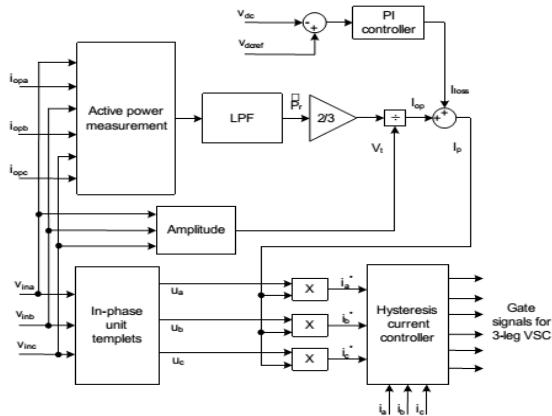 v_dc
v_dcref
-
+
PI
controller
i_opa
i_opb
i_opc
Active power
measurement
LPF
P_r
2/3
÷
I_op
I_loss
+
+
V_t
I_p
Amplitude
v_ina
v_inb
v_inc
In-phase
unit
templets
u_a
u_b
u_c
X
X
X
i_a*
i_b*
i_c*
Hysteresis
current
controller
Gate
signals for
3-leg VSC
i_a i_b i_c